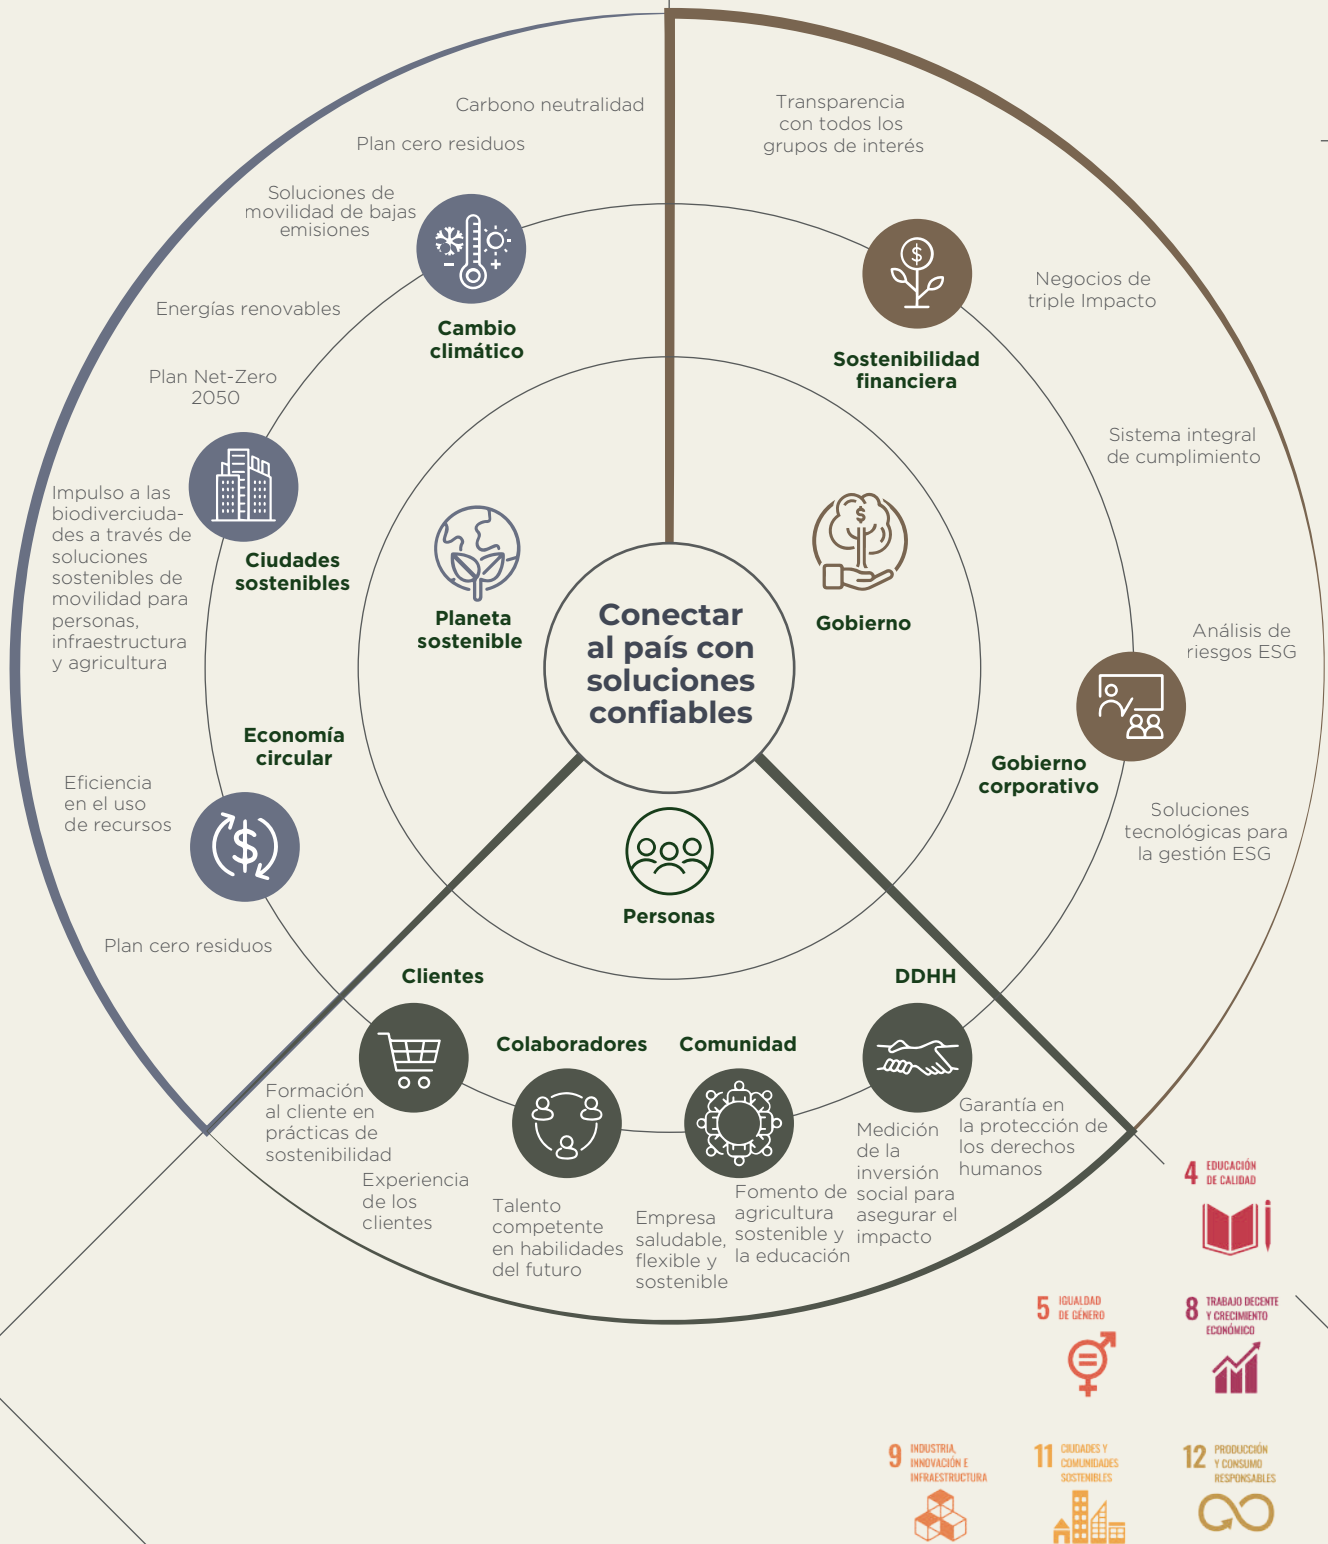 Carbono neutralidad
Plan cero residuos
Soluciones de
movilidad de bajas
emisiones
Energías renovables
Plan Net-Zero
2050
Impulso a las
biodiverciuda-
des a través de
soluciones
sostenibles de
movilidad para
personas,
infraestructura
y agricultura
Eficiencia
en el uso
de recursos
Plan cero residuos
Cambio
climático
Ciudades
sostenibles
Economía
circular
Planeta
sostenible
Conectar
al país con
soluciones
confiables
Transparencia
con todos los
grupos de interés
Negocios de
triple Impacto
Sistema integral
de cumplimiento
Análisis de
riesgos ESG
Soluciones
tecnológicas para
la gestión ESG
$
Sostenibilidad
financiera
$
Gobierno
Gobierno
corporativo
$
Personas
Clientes
Colaboradores
Comunidad
DDHH
Formación
al cliente en
prácticas de
sostenibilidad
Experiencia
de los
clientes
Talento
competente
en habilidades
del futuro
Empresa
saludable,
flexible y
sostenible
Fomento de
agricultura
sostenible y
la educación
Medición
de la
inversión
social para
asegurar el
impacto
Garantía en
la protección de
los derechos
humanos
4 EDUCACIÓN
DE CALIDAD
5 IGUALDAD
DE GÉNERO
8 TRABAJO DECENTE
Y CRECIMIENTO
ECONÓMICO
9 INDUSTRIA,
INNOVACIÓN E
INFRAESTRUCTURA
11 CIUDADES Y
COMUNIDADES
SOSTENIBLES
12 PRODUCCIÓN
Y CONSUMO
RESPONSABLES